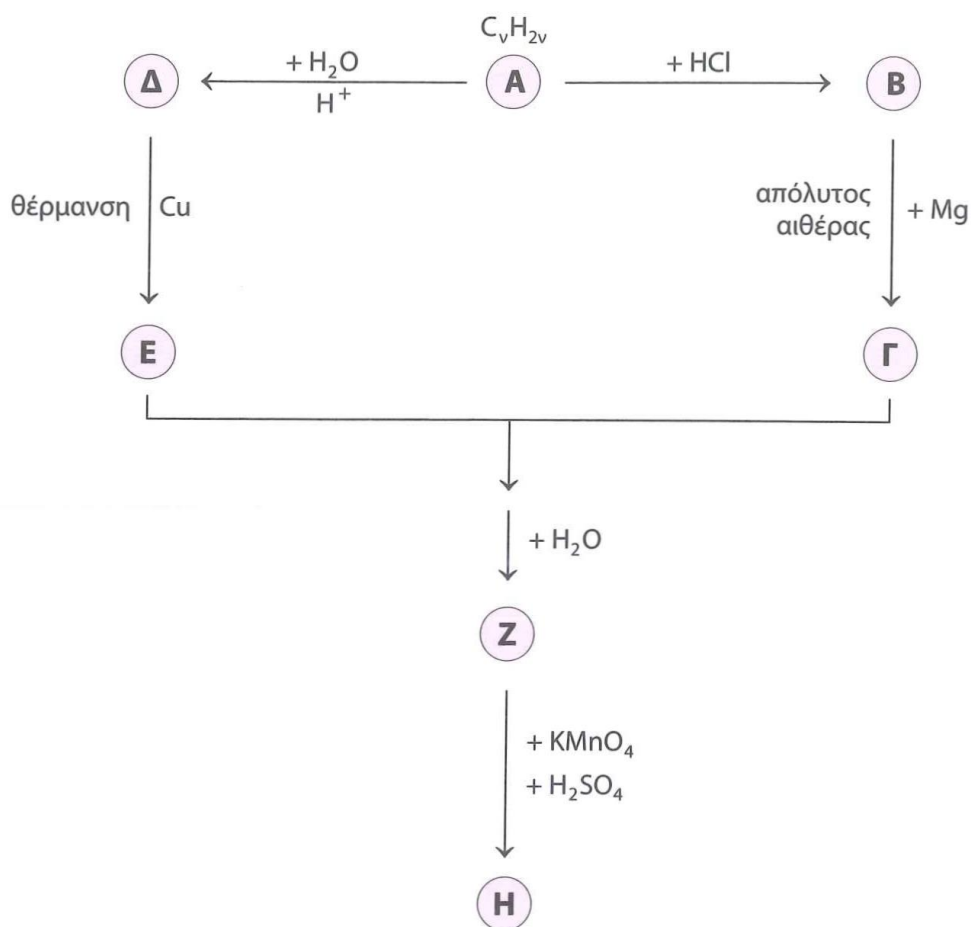 CνH2ν
Δ + H2O H+ A + HCl B
θέρμανση Cu
απόλυτος αιθέρας + Mg
E Γ
+ H2O
Z
+ KMnO4
+ H2SO4
H